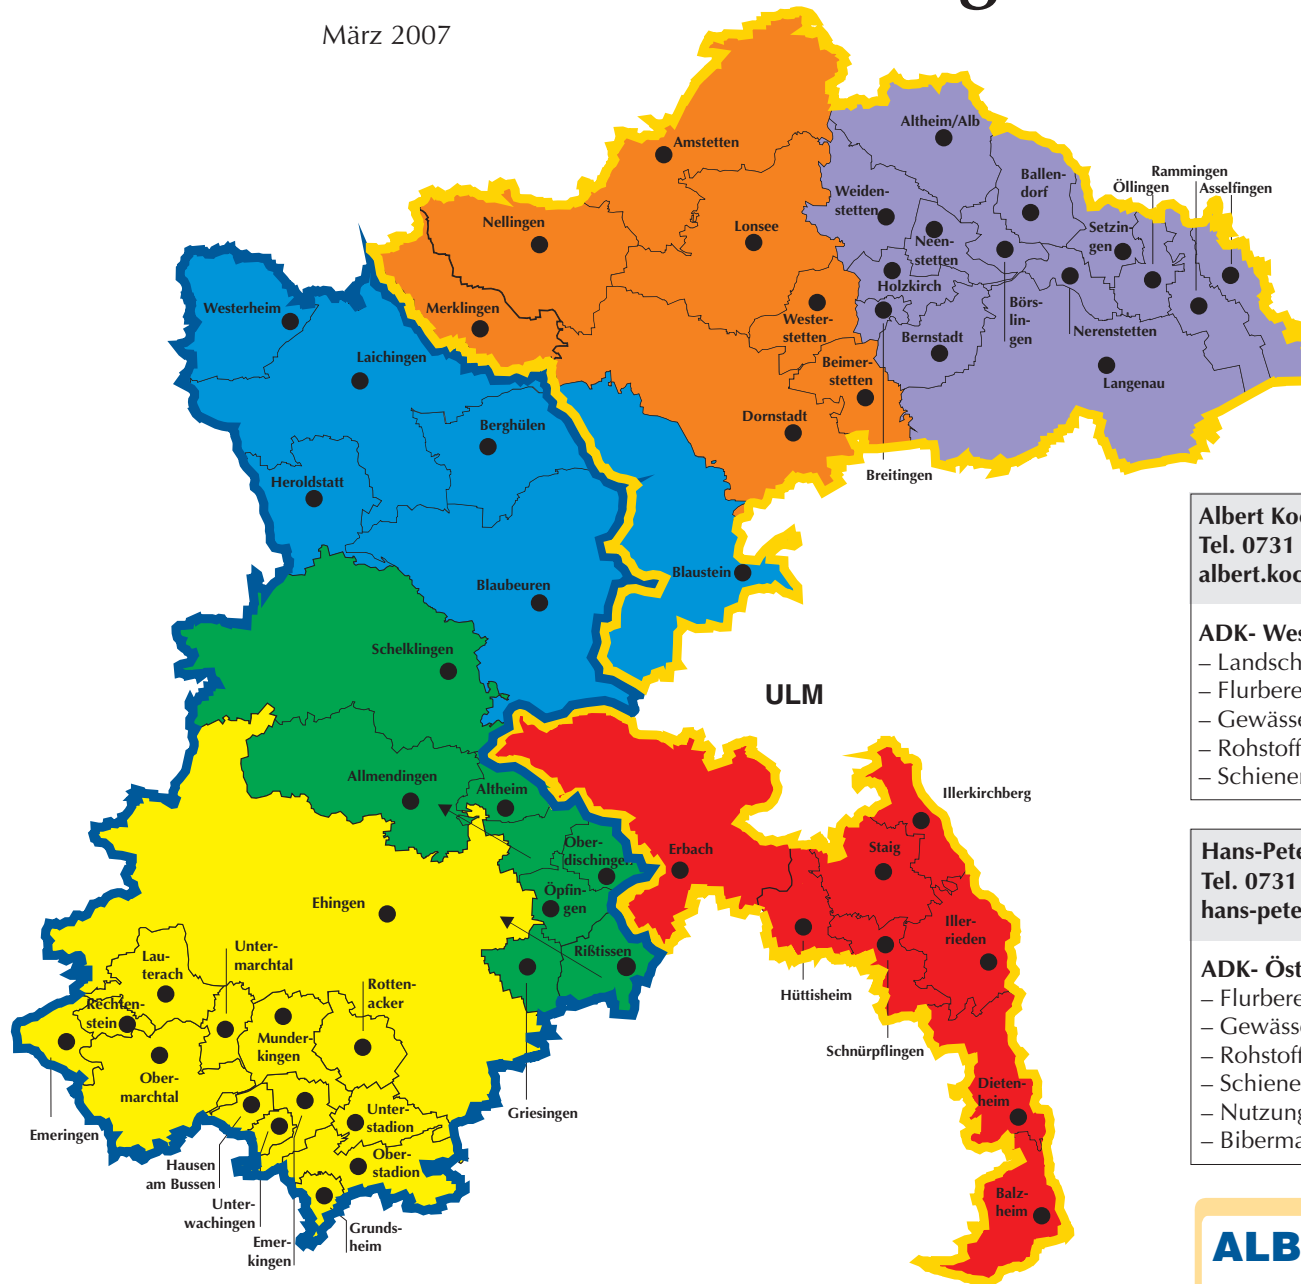 März 2007
Altheim/Alb
Amstetten
Rammingen
Ballen-
dorf
Öllingen
Asselfingen
Weiden-
stetten
Nellingen
Lonsee
Setzin
gen
Neen-
stetten
Holzkirch
Westerheim
Merklingen
Wester-
stetten
Börs-
lin-
gen
Nerenstetten
Bernstadt
Laichingen
Beimer-
stetten
Langenau
Dornstadt
Berghülen
Breitingen
Heroldstatt
Blaustein
Blaubeuren
Schelklingen
ULM
Allmendingen
Altheim
Illerkirchberg
Ober-
dischingen
Erbach
Staig
Öpfin-
gen
Ehingen
Iller-
rieden
Unter-
marchtal
Lau-
terach
Rißtissen
Rotten-
acker
Hüttisheim
Rechten-
stein
Munder-
kingen
Schnürpflingen
Ober-
marchtal
Dieten-
heim
Unter-
stadion
Griesingen
Emeringen
Hausen
am Bussen
Ober-
stadion
Unter-
wachingen
Balz-
heim
Grunds-
heim
Emer-
kingen
Albert Ko
Tel. 0731
albert.koc
ADK- Wes
– Landsch
– Flurbere
– Gewässe
– Rohstoff
– Schiene
Hans-Pete
Tel. 0731
hans-pete
ADK- Öst
– Flurbere
– Gewässe
– Rohstoff
– Schiene
– Nutzung
– Biberma
ALB